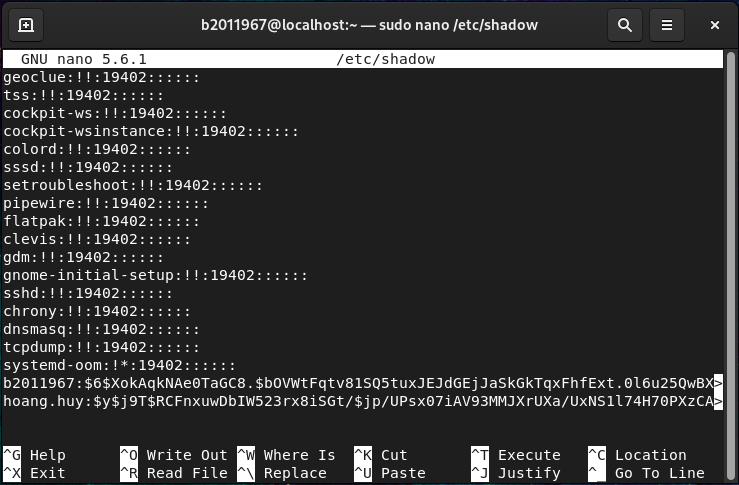 b2011967@localhost:~ — sudo nano /etc/shadow
GNU nano 5.6.1 /etc/shadow
geoclue:!!:19402::::::
tss:!!:19402::::::
cockpit-ws:!!:19402::::::
cockpit-wsinstance:!!:19402::::::
colord:!!:19402::::::
sssd:!!:19402::::::
setroubleshoot:!!:19402::::::
pipewire:!!:19402::::::
flatpak:!!:19402::::::
clevis:!!:19402::::::
gdm:!!:19402::::::
gnome-initial-setup:!!:19402::::::
sshd:!!:19402::::::
chrony:!!:19402::::::
dnsmasq:!!:19402::::::
tcpdump:!!:19402::::::
systemd-oom:!*:19402::::::
b2011967:$6$XokAqkNAe0TaGC8.$bOVWtFqtv81SQ5tuxJEJdGEjJaSkGkTqxFhfExt.0l6u25QwBX>
hoang.huy:$y$j9T$RCFnxuwDbIW523rx8iSGt/$jp/UPsx07iAV93MMJXrUXa/UxNS1l74H70PXzCA>
^G Help ^O Write Out ^W Where Is ^K Cut ^T Execute ^C Location
^X Exit ^R Read File ^\ Replace ^U Paste ^J Justify ^_ Go To Line